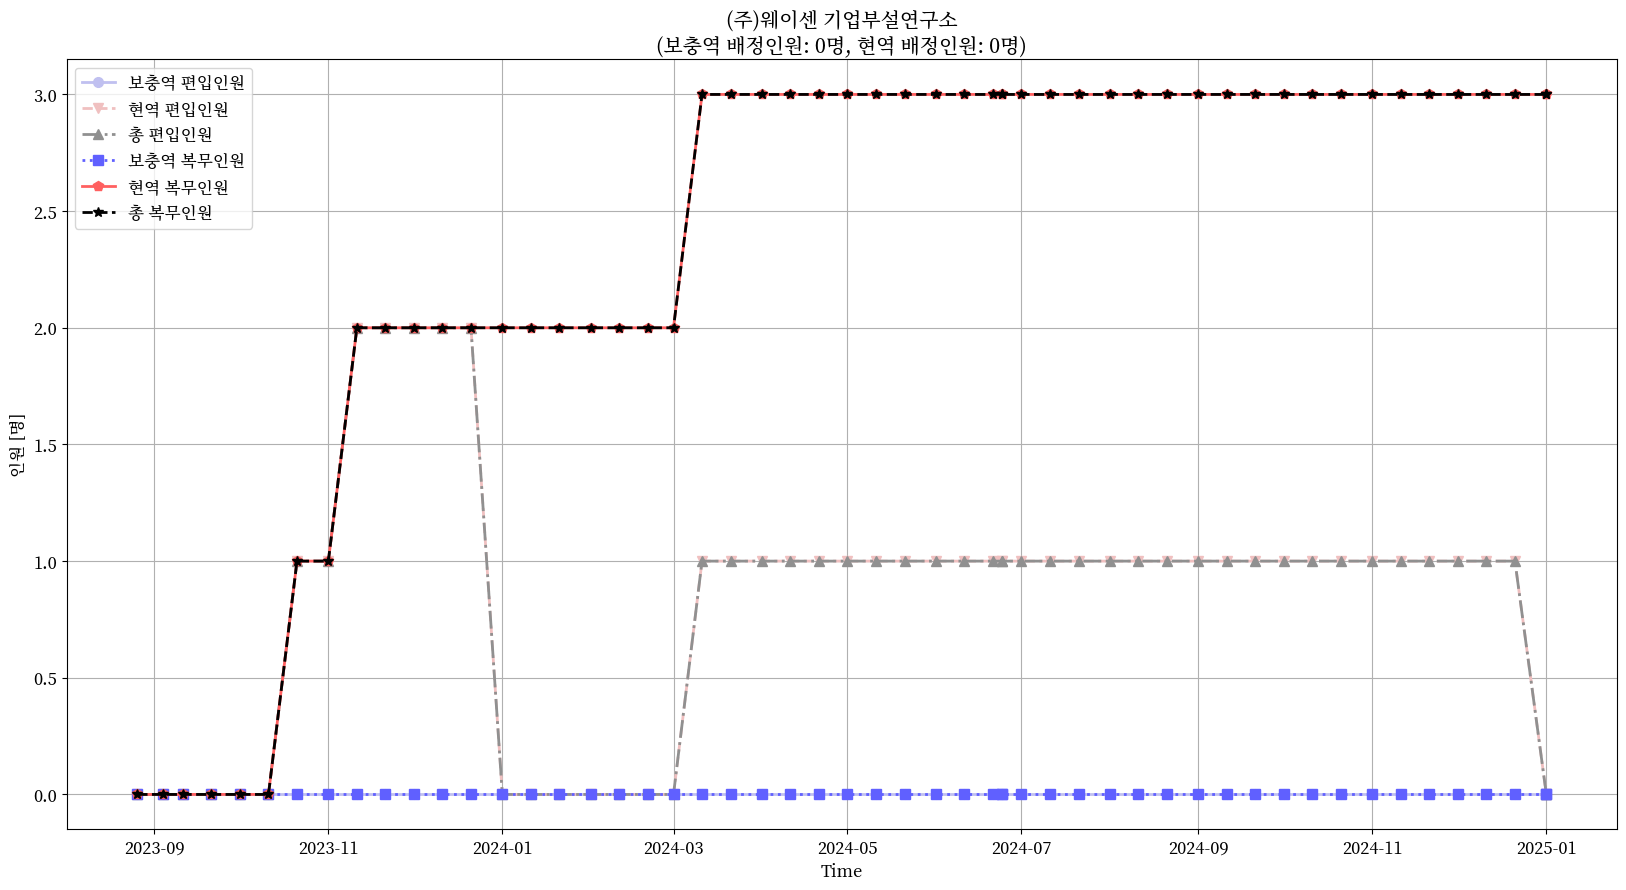 (주)웨이센 기업부설연구소
(보충역 배정인원: 0명, 현역 배정인원: 0명)
보충역 편입인원
현역 편입인원
총 편입인원
보충역 복무인원
현역 복무인원
총 복무인원
인원 [명]
3.0
2.5
2.0
1.5
1.0
0.5
0.0
2023-09
2023-11
2024-01
2024-03
2024-05
2024-07
2024-09
2024-11
2025-01
Time